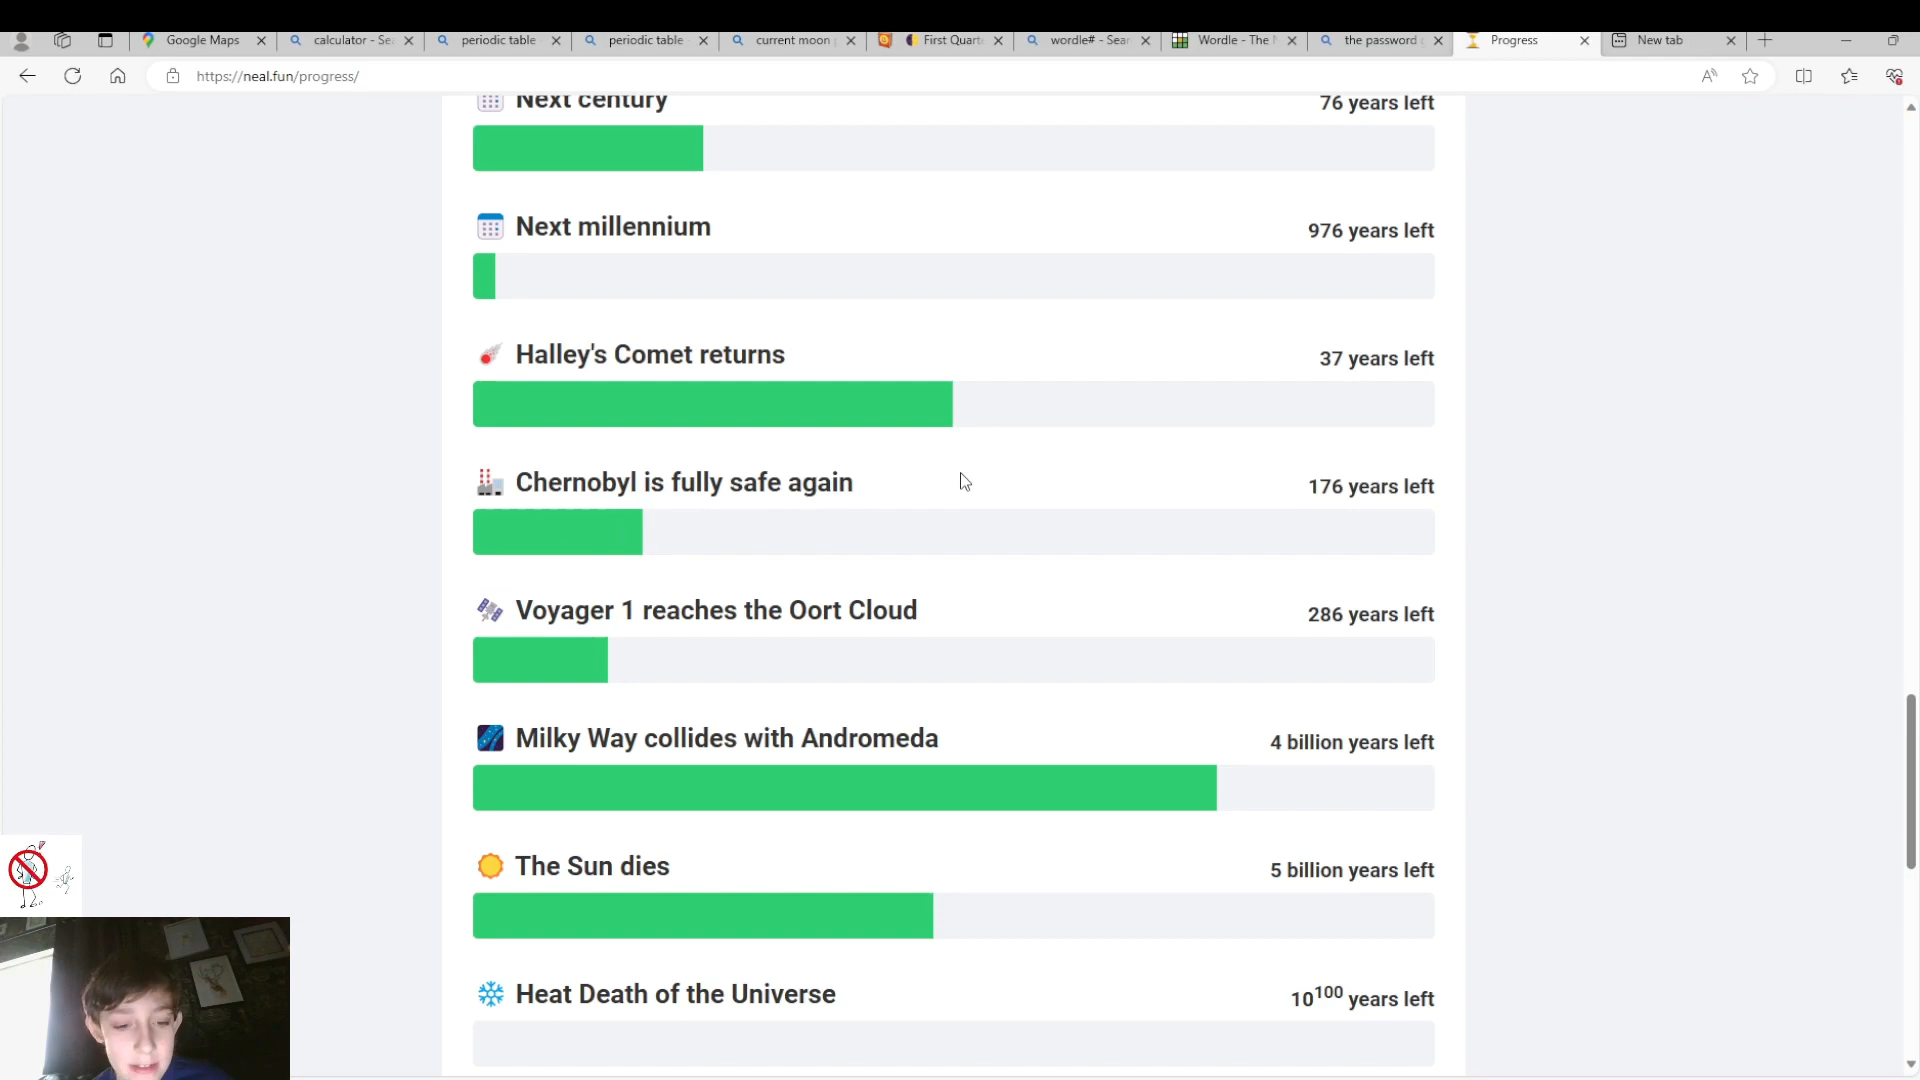 Google Maps
calculator - Se
periodic table
periodic table
current moon
First Quart
wordle# - Sear
Wordle - The N
the password
Progress
New tab
https://neal.fun/progress/
Next century 76 years left
Next millennium 976 years left
Halley's Comet returns 37 years left
Chernobyl is fully safe again 176 years left
Voyager 1 reaches the Oort Cloud 286 years left
Milky Way collides with Andromeda 4 billion years left
The Sun dies 5 billion years left
Heat Death of the Universe 10^100 years left